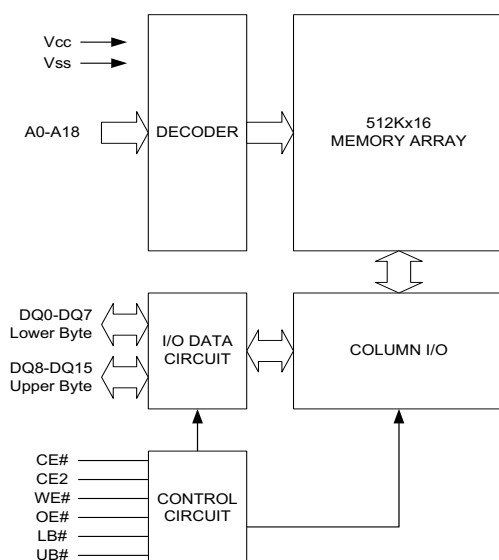 Vcc
Vss
A0-A18
DECODER
512Kx16
MEMORY ARRAY
DQ0-DQ7
Lower Byte
DQ8-DQ15
Upper Byte
I/O DATA
CIRCUIT
COLUMN I/O
CE#
CE2
WE#
OE#
LB#
UB#
CONTROL
CIRCUIT